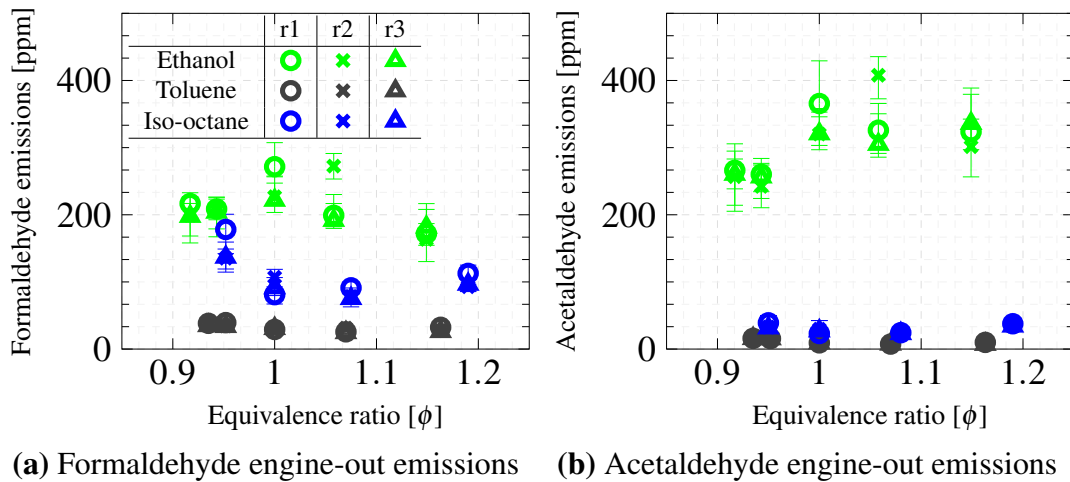 r1 r2 r3
Ethanol
Toluene
Iso-octane
Formaldehyde emissions [ppm]
400
200
0
0.9 1 1.1 1.2
Equivalence ratio [ϕ]
(a) Formaldehyde engine-out emissions
Acetaldehyde emissions [ppm]
400
200
0
0.9 1 1.1 1.2
Equivalence ratio [ϕ]
(b) Acetaldehyde engine-out emissions